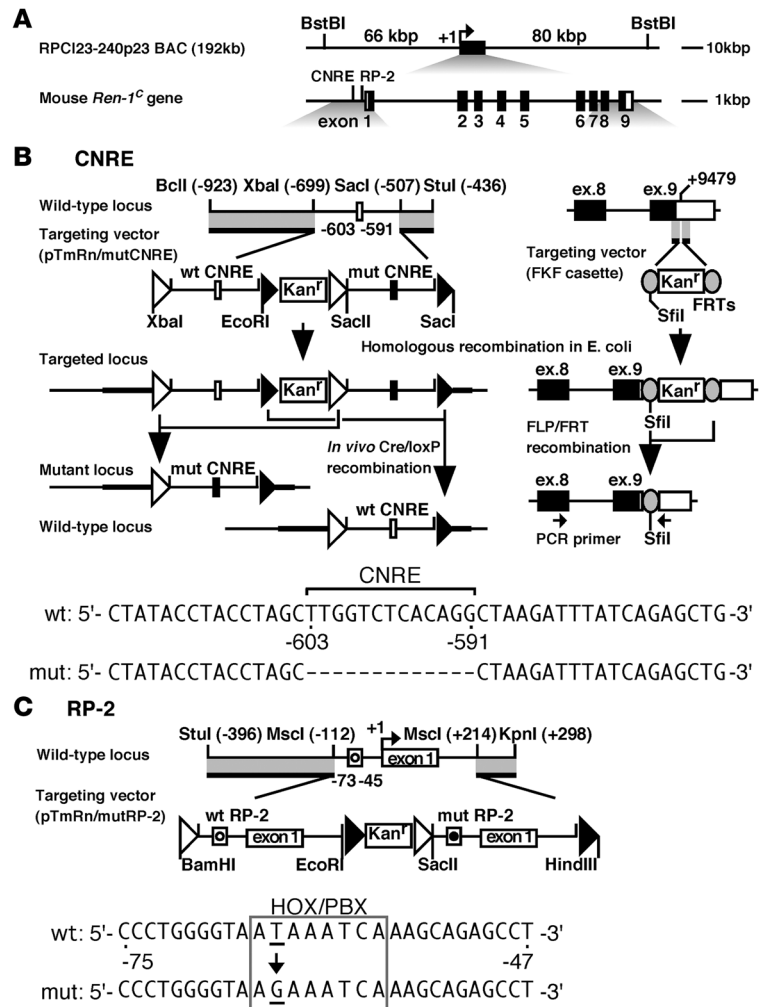 A
BstBI BstBI
66 kbp +1 80 kbp
RPCI23-240p23 BAC (192kb) 10kbp
CNRE RP-2
Mouse Ren-1C gene 1kbp
exon 1 2 3 4 5 6 7 8 9
B CNRE
BclI (-923) XbaI (-699) SacI (-507) StuI (-436)
Wild-type locus
-603 -591
Targeting vector
(pTmRn/mutCNRE)
wt CNRE mut CNRE
Kanr
XbaI EcoRI SacII SacI
ex.8 ex.9 +9479
Targeting vector
(FKF casette)
Kanr
FRTs
SfiI
Homologous recombination in E. coli
Targeted locus
Kanr
ex.8 ex.9
Kanr
SfiI
FLP/FRT
recombination
In vivo Cre/loxP
recombination
Mutant locus
mut CNRE
Wild-type locus
wt CNRE
ex.8 ex.9
PCR primer SfiI
CNRE
wt: 5'- CTATACCTACCTAGCTTGGTCTCACAGGCTAAGATTTATCAGAGCTG -3'
-603 -591
mut: 5'- CTATACCTACCTAGC-------------CTAAGATTTATCAGAGCTG -3'
C RP-2
StuI (-396) MscI (-112) +1 MscI (+214) KpnI (+298)
Wild-type locus
exon 1
-73 -45
Targeting vector
(pTmRn/mutRP-2)
wt RP-2 mut RP-2
exon 1 Kanr exon 1
BamHI EcoRI SacII HindIII
HOX/PBX
wt: 5'- CCCTGGGGTAATAAATCAAAGCAGAGCCT -3'
-75 -47
mut: 5'- CCCTGGGGTAAGAAATCAAAGCAGAGCCT -3'